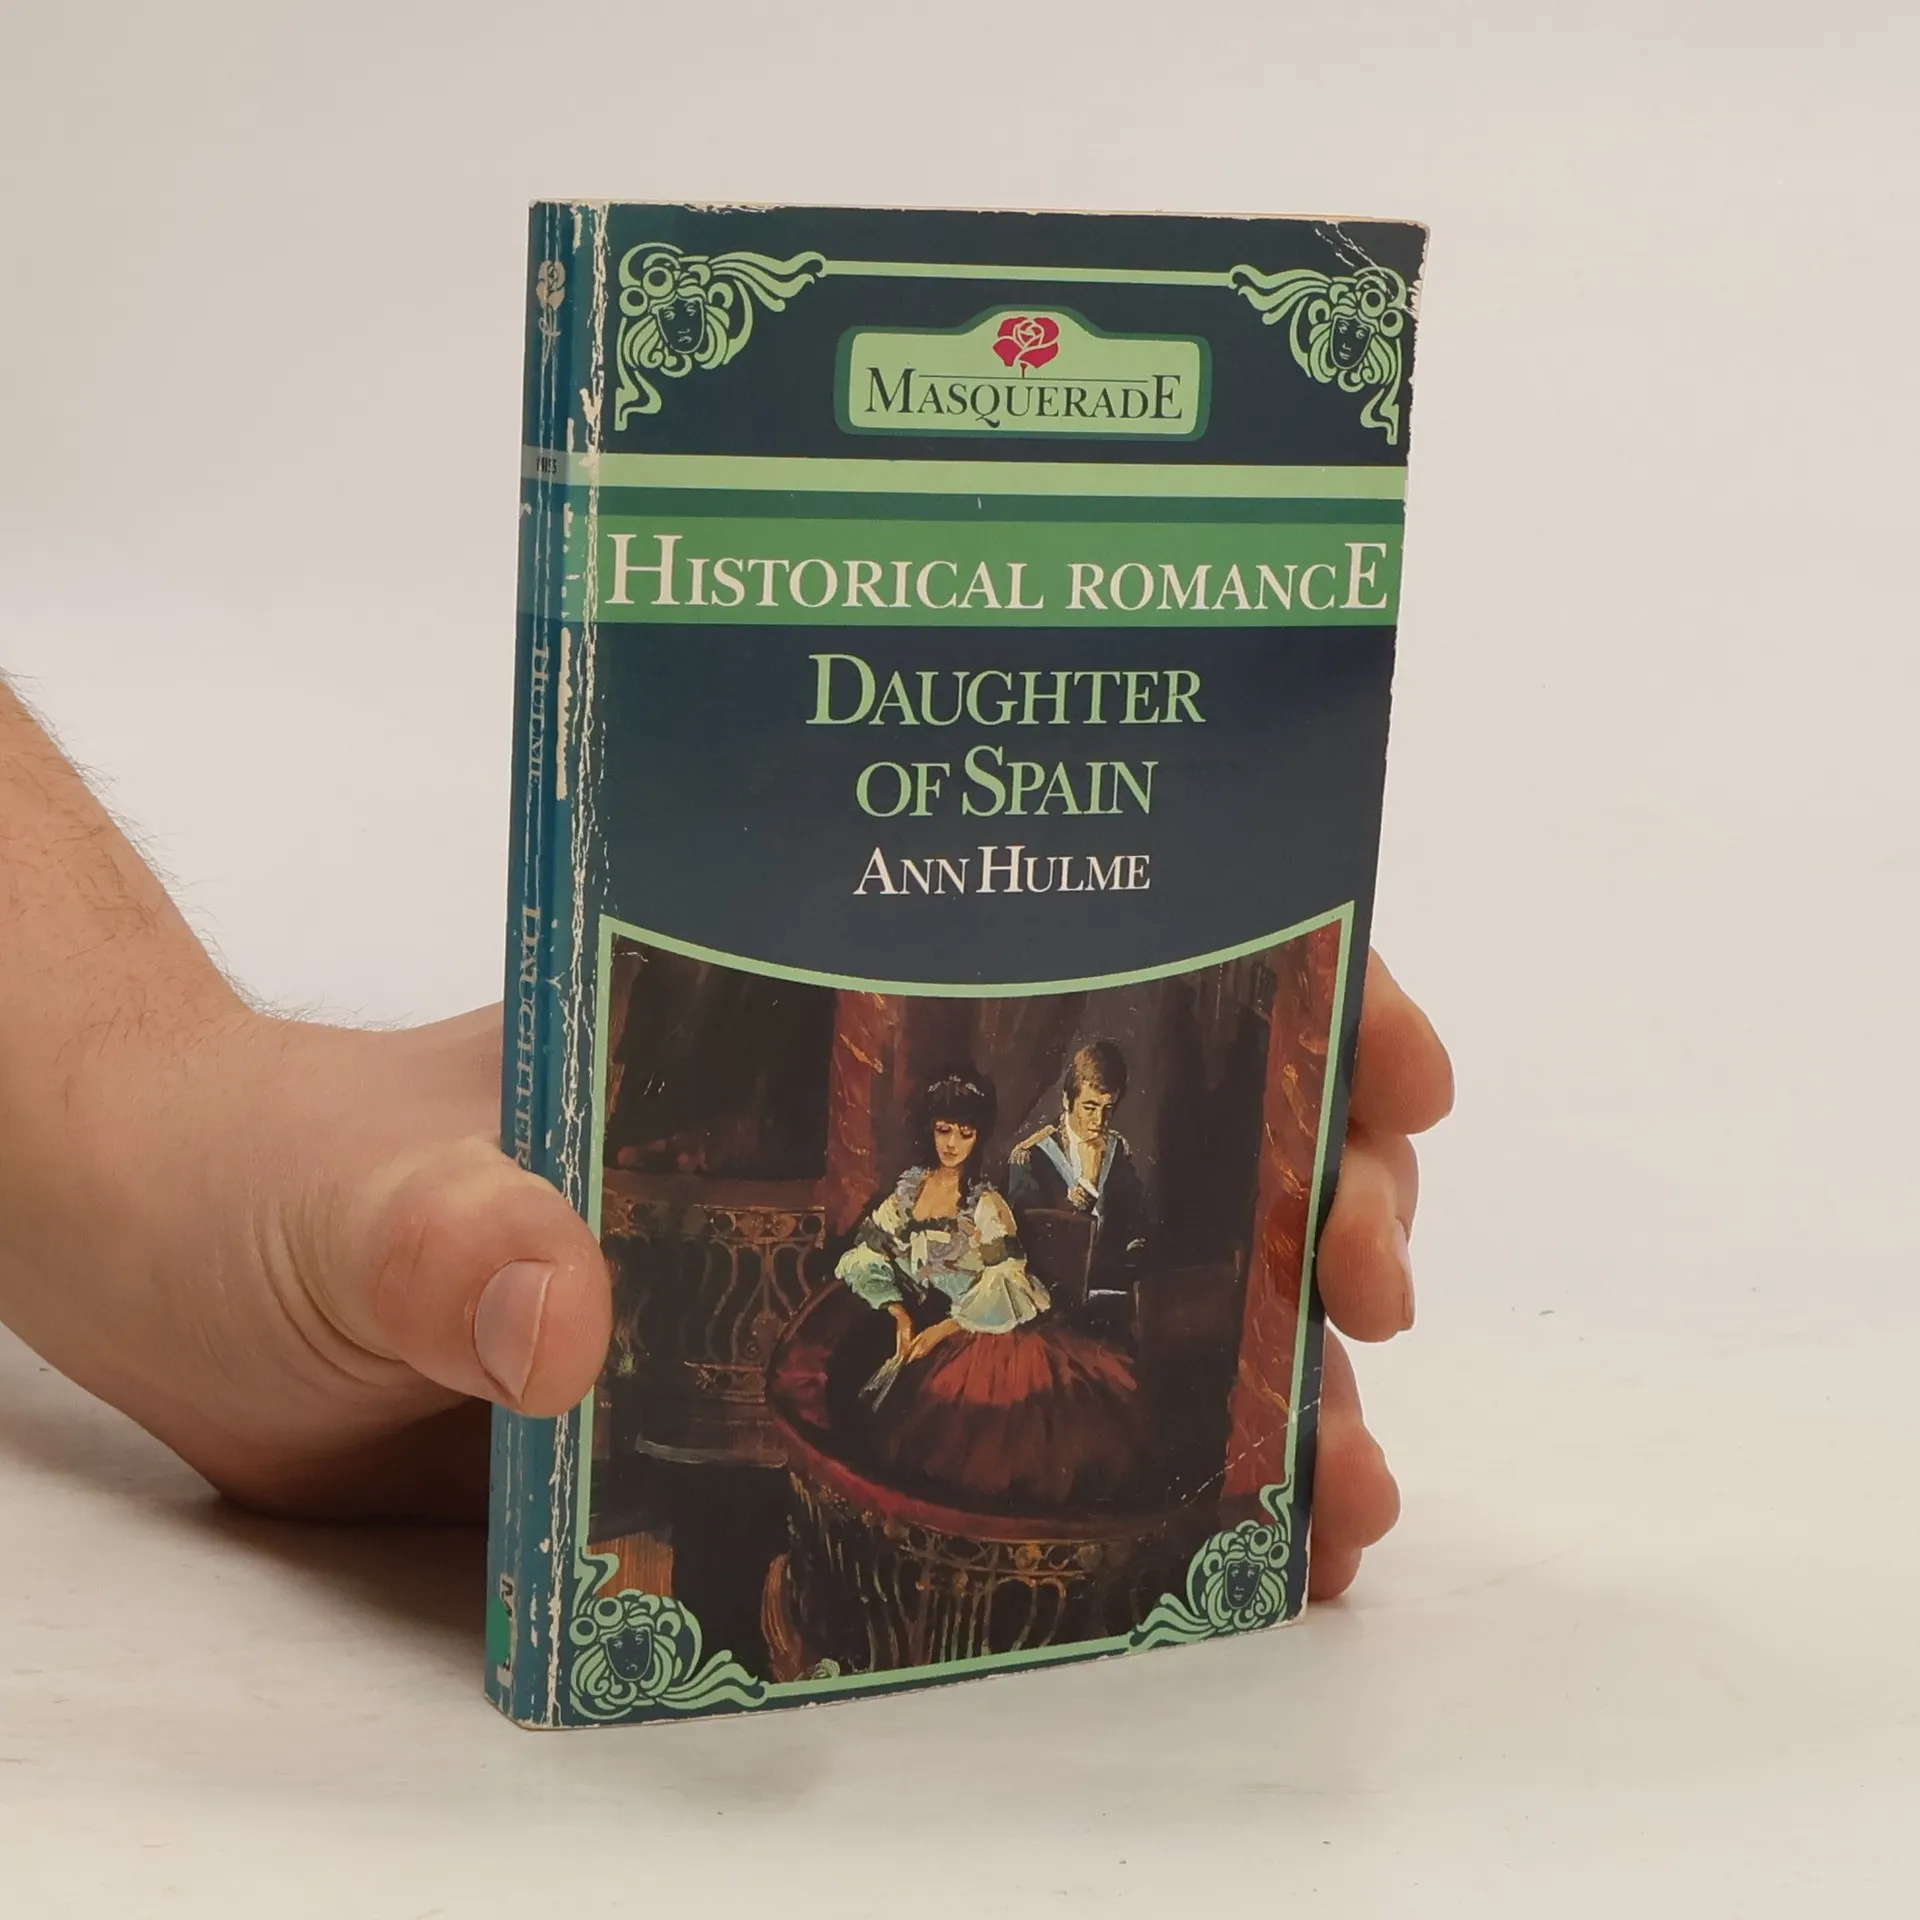 MASQUERADE
HISTORICAL ROMANCE
DAUGHTER
OF SPAIN
ANN HULME
HULME DAUGHTER